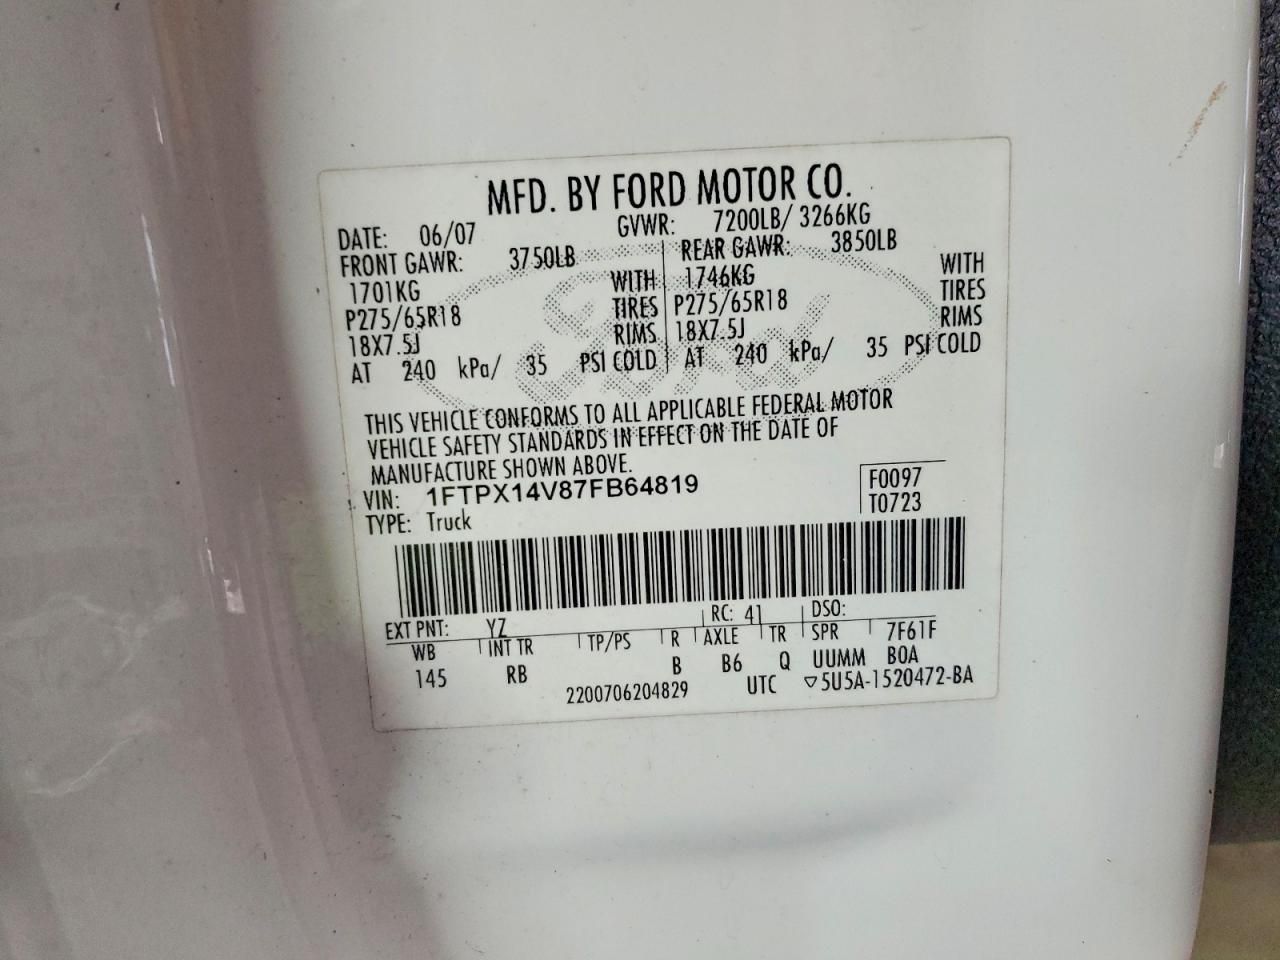 MFD. BY FORD MOTOR CO.
DATE: 06/07 GVWR: 7200LB/ 3266KG
FRONT GAWR: 3750LB REAR GAWR: 3850LB
1701KG WITH 1746KG WITH
P275/65R18 TIRES P275/65R18 TIRES
18X7.5J RIMS 18X7.5J RIMS
AT 240 kPa/ 35 PSI COLD AT 240 kPa/ 35 PSI COLD
THIS VEHICLE CONFORMS TO ALL APPLICABLE FEDERAL MOTOR
VEHICLE SAFETY STANDARDS IN EFFECT ON THE DATE OF
MANUFACTURE SHOWN ABOVE.
VIN: 1FTPX14V87FB64819 F0097
TYPE: Truck T0723
EXT PNT: YZ RC: 41 DSO:
WB INT TR TP/PS R AXLE TR SPR 7F61F
145 RB B B6 Q UUMM B0A
2200706204829 UTC ▽5U5A-1520472-BA
Ford